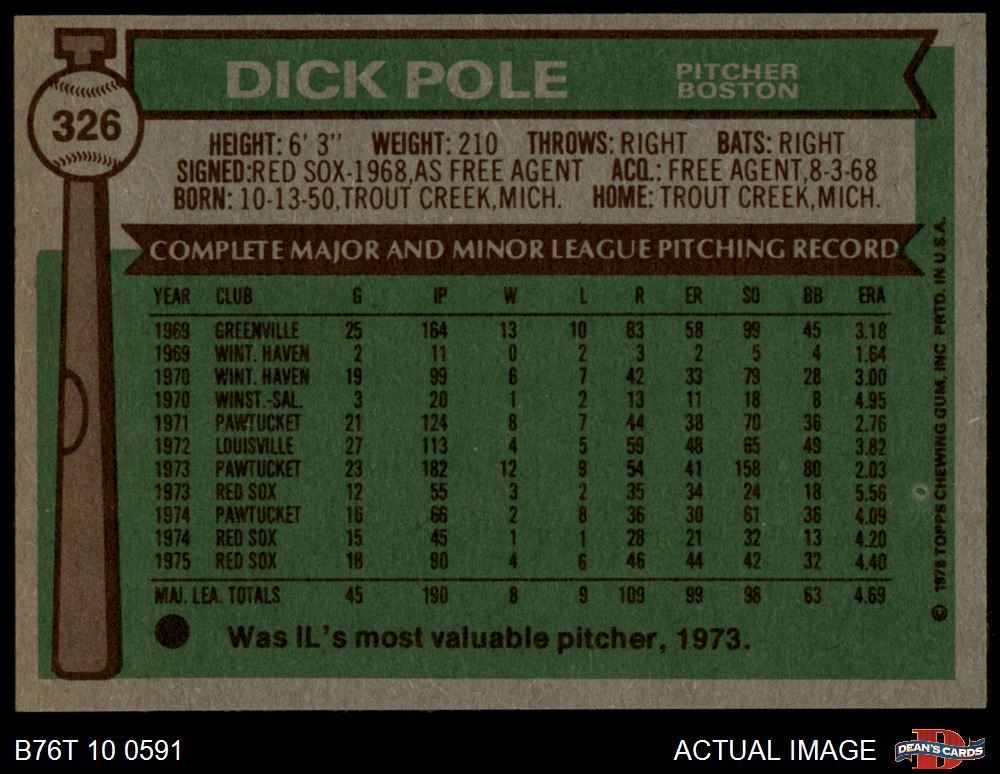 326
DICK POLE
PITCHER
BOSTON
HEIGHT: 6' 3" WEIGHT: 210 THROWS: RIGHT BATS: RIGHT
SIGNED:RED SOX-1968,AS FREE AGENT ACQ.: FREE AGENT,8-3-68
BORN: 10-13-50,TROUT CREEK,MICH. HOME: TROUT CREEK,MICH.
COMPLETE MAJOR AND MINOR LEAGUE PITCHING RECORD
YEAR CLUB G IP W L R ER SO BB ERA
1969 GREENVILLE 25 164 13 10 83 58 99 45 3.18
1969 WINT. HAVEN 2 11 0 2 3 2 5 4 1.64
1970 WINT. HAVEN 19 99 6 7 42 33 79 28 3.00
1970 WINST.-SAL. 3 20 1 2 13 11 18 8 4.95
1971 PAWTUCKET 21 124 8 7 44 38 70 36 2.76
1972 LOUISVILLE 27 113 4 5 59 48 65 49 3.82
1973 PAWTUCKET 23 182 12 9 54 41 158 80 2.03
1973 RED SOX 12 55 3 2 35 34 24 18 5.56
1974 PAWTUCKET 16 66 2 8 36 30 61 36 4.09
1974 RED SOX 15 45 1 1 28 21 32 13 4.20
1975 RED SOX 18 90 4 6 46 44 42 32 4.40
MAJ. LEA. TOTALS 45 190 8 9 109 99 98 63 4.69
Was IL's most valuable pitcher, 1973.
© 1976 TOPPS CHEWING GUM, INC PRTD. IN U.S.A.
B76T 10 0591
ACTUAL IMAGE
DEAN'S CARDS